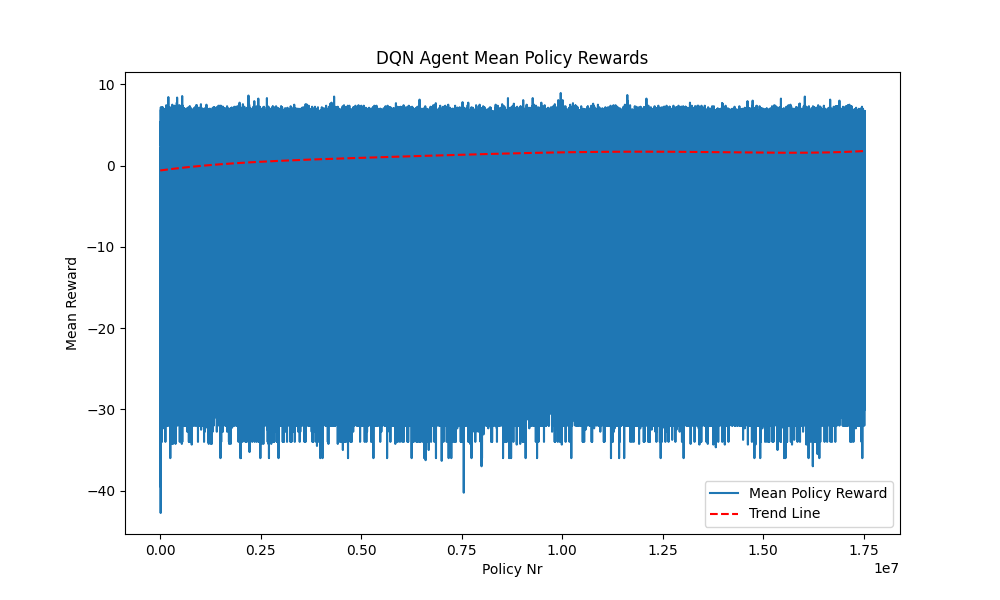 DQN Agent Mean Policy Rewards
10
0
−10
−20
−30
−40
Mean Reward
0.00 0.25 0.50 0.75 1.00 1.25 1.50 1.75
1e7
Policy Nr
Mean Policy Reward
Trend Line